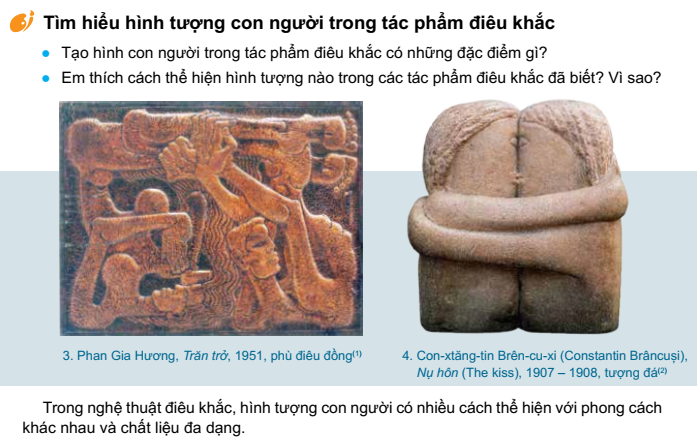 Tìm hiểu hình tượng con người trong tác phẩm điêu khắc
• Tạo hình con người trong tác phẩm điêu khắc có những đặc điểm gì?
• Em thích cách thể hiện hình tượng nào trong các tác phẩm điêu khắc đã biết? Vì sao?
3. Phan Gia Hương, Trăn trở, 1951, phù điêu đồng(1)
4. Con-xtăng-tin Brên-cu-xi (Constantin Brâncuși),
Nụ hôn (The kiss), 1907 – 1908, tượng đá(2)
Trong nghệ thuật điêu khắc, hình tượng con người có nhiều cách thể hiện với phong cách
khác nhau và chất liệu đa dạng.